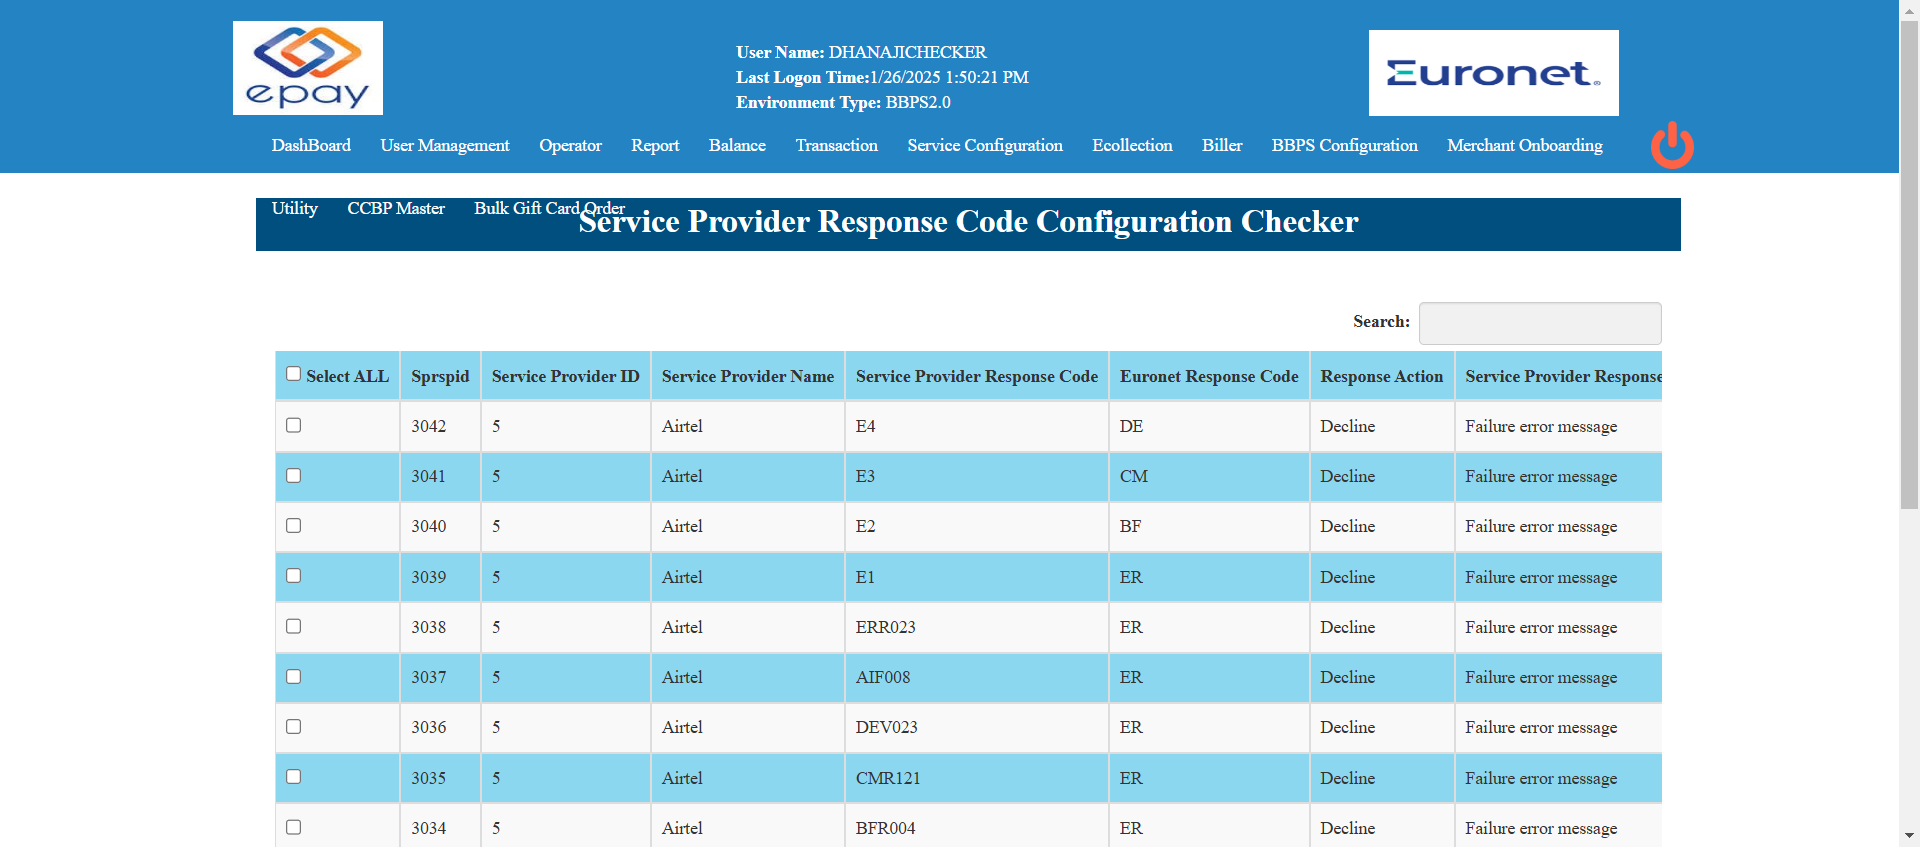 epay
User Name: DHANAJICHECKER
Last Logon Time:1/26/2025 1:50:21 PM
Environment Type: BBPS2.0
Euronet®
DashBoard User Management Operator Report Balance Transaction Service Configuration Ecollection Biller BBPS Configuration Merchant Onboarding
Utility CCBP Master Bulk Gift Card Order
Service Provider Response Code Configuration Checker
Search:
Select ALL Sprspid Service Provider ID Service Provider Name Service Provider Response Code Euronet Response Code Response Action Service Provider Response
3042 5 Airtel E4 DE Decline Failure error message
3041 5 Airtel E3 CM Decline Failure error message
3040 5 Airtel E2 BF Decline Failure error message
3039 5 Airtel E1 ER Decline Failure error message
3038 5 Airtel ERR023 ER Decline Failure error message
3037 5 Airtel AIF008 ER Decline Failure error message
3036 5 Airtel DEV023 ER Decline Failure error message
3035 5 Airtel CMR121 ER Decline Failure error message
3034 5 Airtel BFR004 ER Decline Failure error message